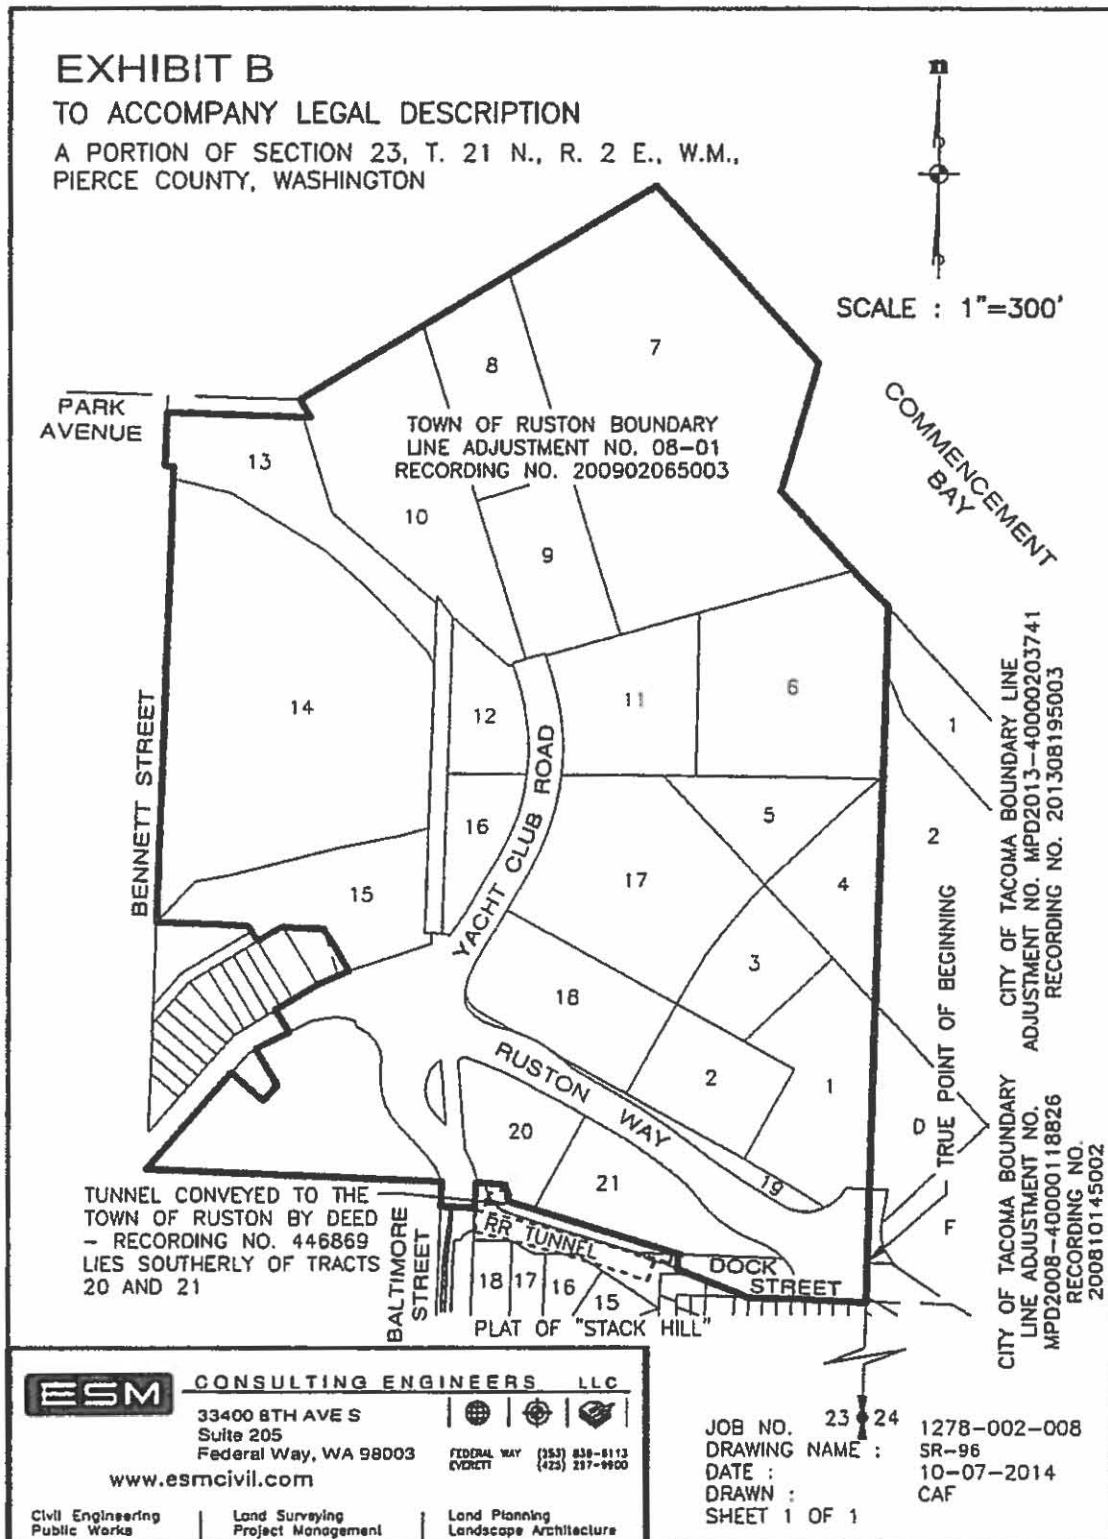 EXHIBIT B
TO ACCOMPANY LEGAL DESCRIPTION
A PORTION OF SECTION 23, T. 21 N., R. 2 E., W.M.,
PIERCE COUNTY, WASHINGTON
n
SCALE : 1"=300'
PARK
AVENUE
7
8
TOWN OF RUSTON BOUNDARY
LINE ADJUSTMENT NO. 08-01
RECORDING NO. 200902065003
13
10
9
COMMENCEMENT
BAY
14
12
11
6
1
2
BENNETT STREET
YACHT CLUB ROAD
16
5
17
4
15
3
18
2
1
RUSTON WAY
20
21
19
D
F
TRUE POINT OF BEGINNING
CITY OF TACOMA BOUNDARY LINE
ADJUSTMENT NO. MPD2013-40000203741
RECORDING NO. 201308195003
CITY OF TACOMA BOUNDARY
LINE ADJUSTMENT NO.
MPD2008-40000118826
RECORDING NO.
200810145002
TUNNEL CONVEYED TO THE
TOWN OF RUSTON BY DEED
- RECORDING NO. 446869
LIES SOUTHERLY OF TRACTS
20 AND 21
BALTIMORE
STREET
RR TUNNEL
DOCK
STREET
18
17
16
15
PLAT OF "STACK HILL"
ESM
CONSULTING ENGINEERS LLC
33400 8TH AVE S
Suite 205
Federal Way, WA 98003
www.esmcivil.com
FEDERAL WAY
EVERETT
Civil Engineering
Public Works
Land Surveying
Project Management
Land Planning
Landscape Architecture
23 24
JOB NO. 1278-002-008
DRAWING NAME : SR-96
DATE : 10-07-2014
DRAWN : CAF
SHEET 1 OF 1